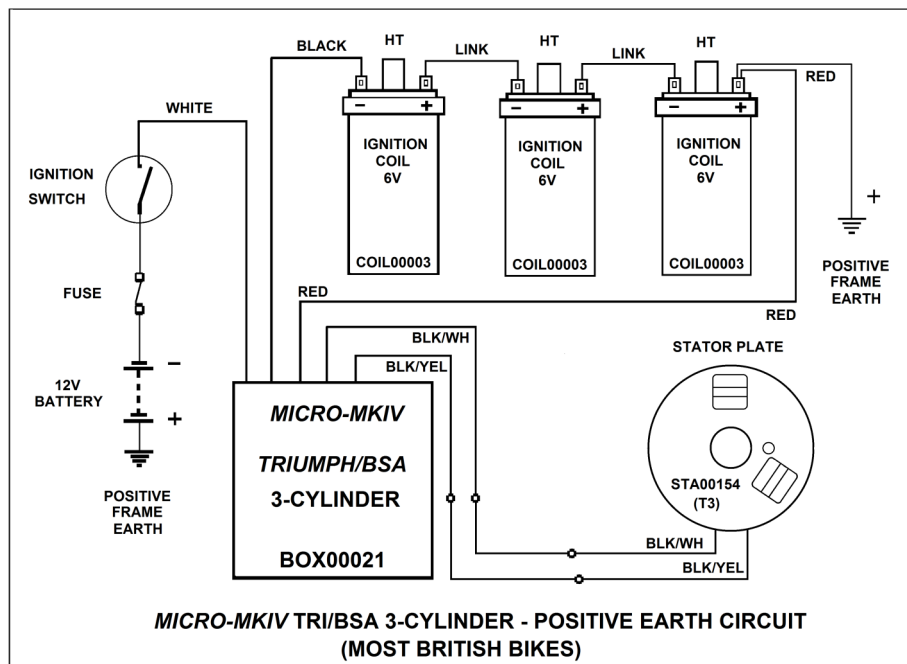 BLACK
HT
LINK
HT
LINK
HT
RED
WHITE
− +
− +
− +
IGNITION
COIL
6V
IGNITION
COIL
6V
IGNITION
COIL
6V
IGNITION
SWITCH
+
COIL00003
COIL00003
COIL00003
POSITIVE
FRAME
EARTH
FUSE
RED
RED
BLK/WH
STATOR PLATE
BLK/YEL
−
12V
BATTERY
+
MICRO-MKIV
TRIUMPH/BSA
3-CYLINDER
BOX00021
STA00154
(T3)
POSITIVE
FRAME
EARTH
BLK/WH
BLK/YEL
MICRO-MKIV TRI/BSA 3-CYLINDER - POSITIVE EARTH CIRCUIT
(MOST BRITISH BIKES)